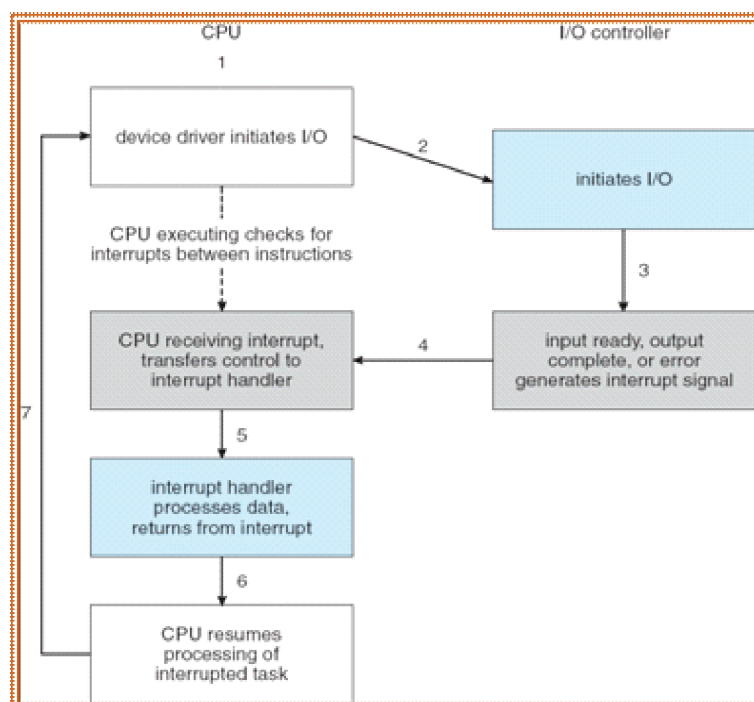 CPU
I/O controller
1
device driver initiates I/O
2
initiates I/O
CPU executing checks for
interrupts between instructions
3
CPU receiving interrupt,
transfers control to
interrupt handler
4
input ready, output
complete, or error
generates interrupt signal
7
5
interrupt handler
processes data,
returns from interrupt
6
CPU resumes
processing of
interrupted task